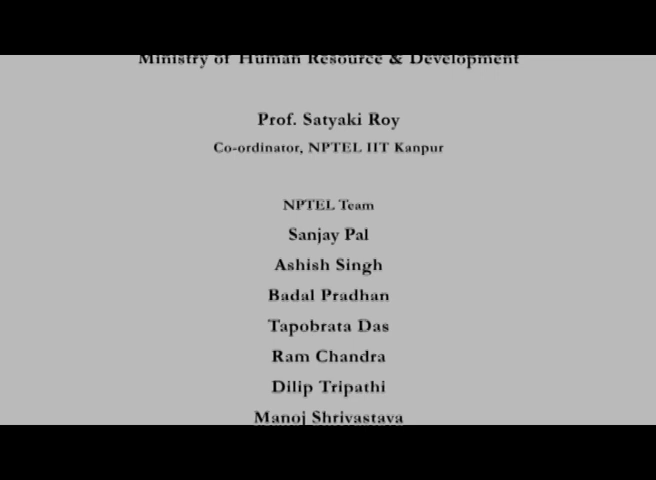 Ministry of Human Resource & Development
Prof. Satyaki Roy
Co-ordinator, NPTEL IIT Kanpur
NPTEL Team
Sanjay Pal
Ashish Singh
Badal Pradhan
Tapobrata Das
Ram Chandra
Dilip Tripathi
Manoj Shrivastava